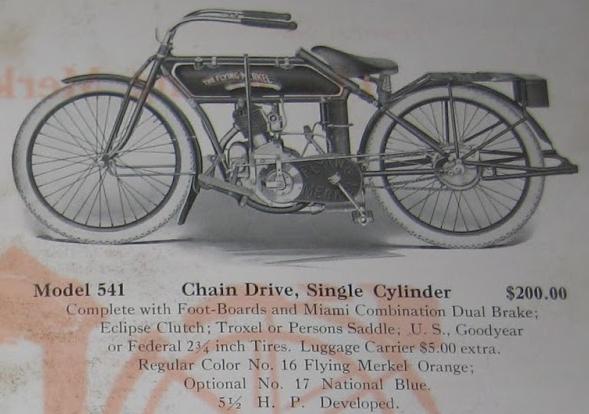 THE FLYING MERKEL
FLYING
MERKEL
Model 541 Chain Drive, Single Cylinder $200.00
Complete with Foot-Boards and Miami Combination Dual Brake;
Eclipse Clutch; Troxel or Persons Saddle; U. S., Goodyear
or Federal 2¾ inch Tires. Luggage Carrier $5.00 extra.
Regular Color No. 16 Flying Merkel Orange;
Optional No. 17 National Blue.
5½ H. P. Developed.